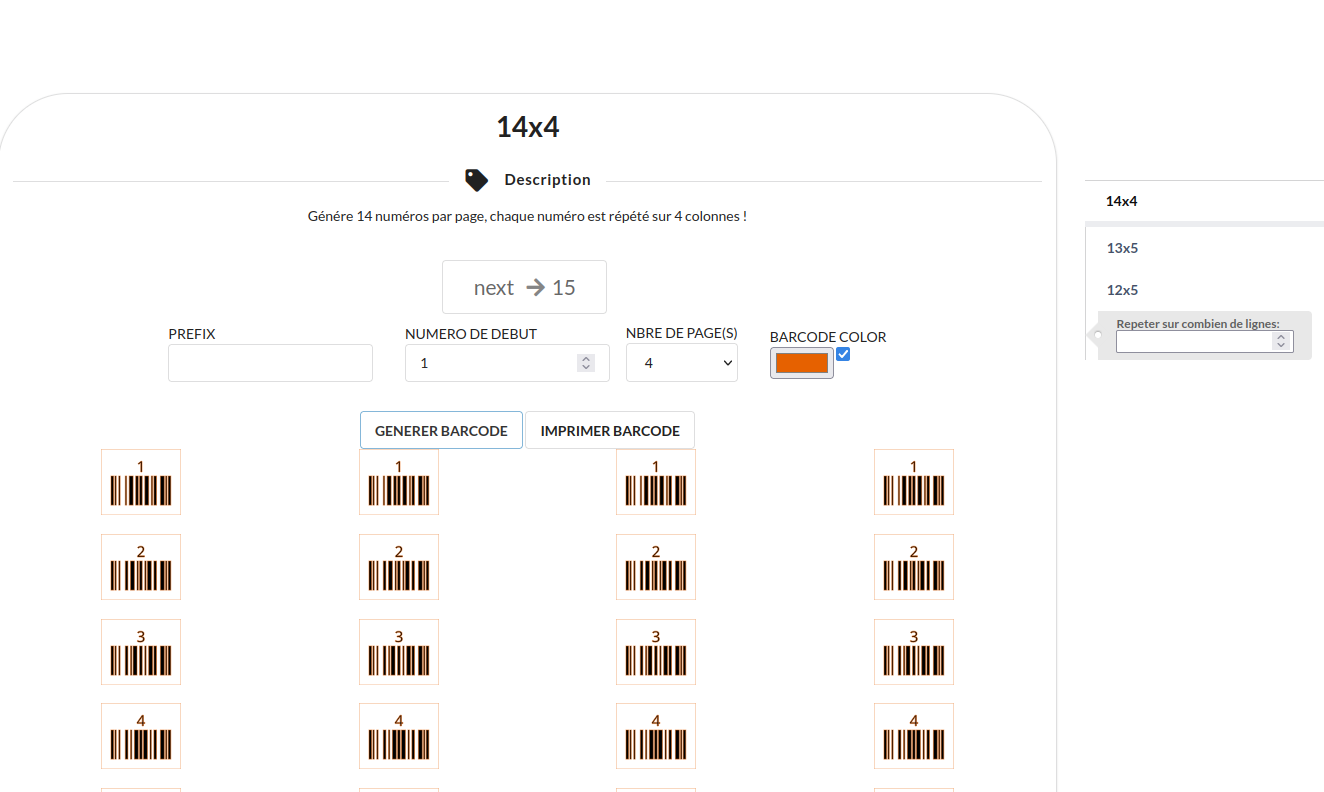 14x4
Description
Génére 14 numéros par page, chaque numéro est répété sur 4 colonnes !
next 15
PREFIX
NUMERO DE DEBUT
NBRE DE PAGE(S)
BARCODE COLOR
1
4
GENERER BARCODE
IMPRIMER BARCODE
1 1 1 1
2 2 2 2
3 3 3 3
4 4 4 4
14x4
13x5
12x5
Repeter sur combien de lignes: